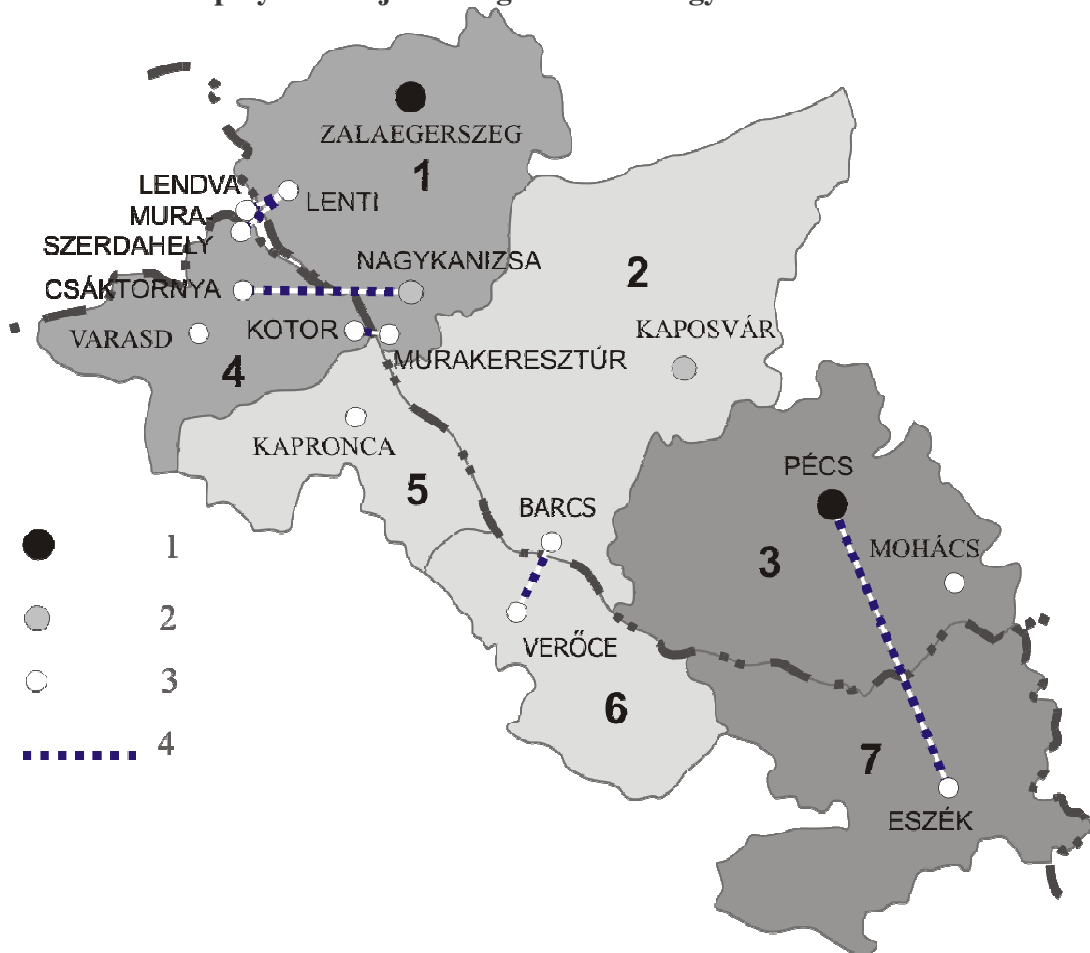 ZALAEGERSZEG
1
LENDVA
LENTI
MURA-
SZERDAHELY
NAGYKANIZSA
2
CSÁKTORNYA
VARASD
KOTOR
KAPOSVÁR
MURAKERESZTÚR
4
KAPRONCA
PÉCS
5
BARCS
1
3
MOHÁCS
2
VERŐCE
3
6
4
7
ESZÉK